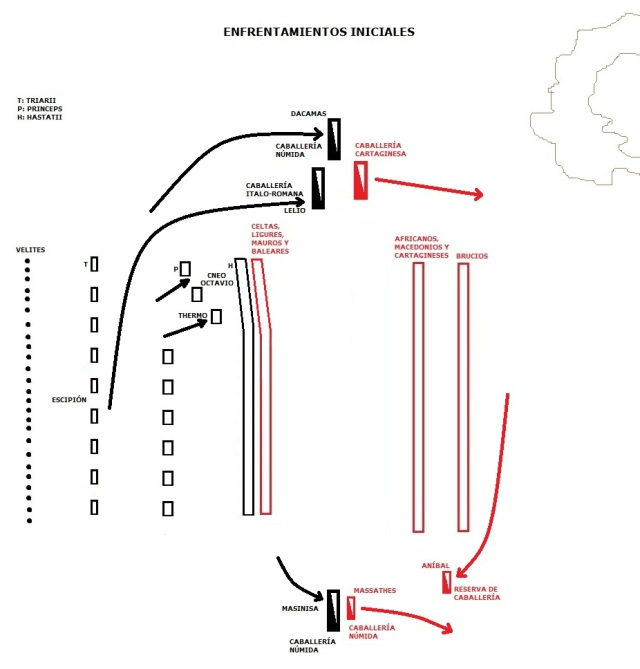 ENFRENTAMIENTOS INICIALES
T: TRIARII
P: PRINCEPS
H: HASTATII
DACAMAS
CABALLERÍA
NÚMIDA
CABALLERÍA
CARTAGINESA
CABALLERÍA
ITALO-ROMANA
LELIO
CELTAS,
LIGURES,
MAUROS Y
BALEARES
AFRICANOS,
MACEDONIOS Y
CARTAGINESES
BRUCIOS
VELITES
T
P
H
CNEO
OCTAVIO
THERMO
ESCIPIÓN
ANÍBAL
RESERVA DE
CABALLERÍA
MASINISA
CABALLERÍA
NÚMIDA
MASSATHES
CABALLERÍA
NÚMIDA